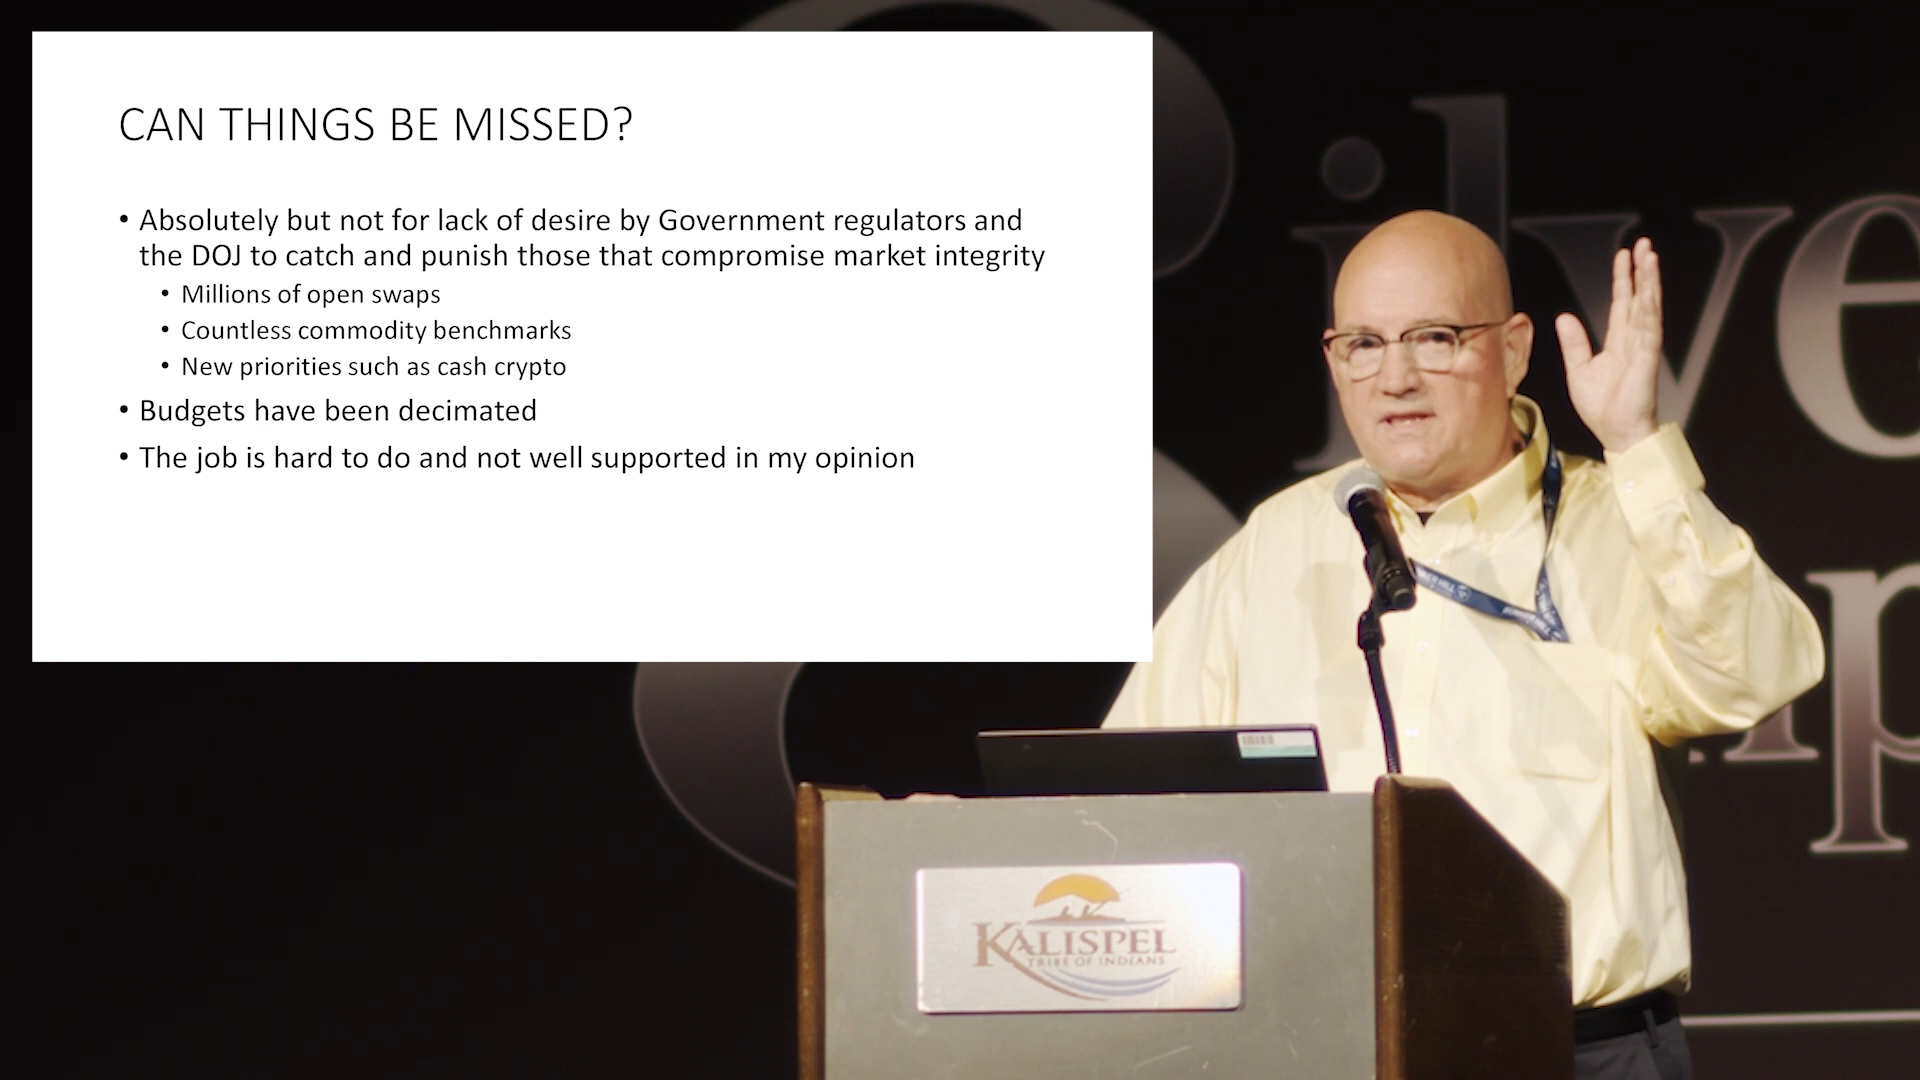 CAN THINGS BE MISSED?
• Absolutely but not for lack of desire by Government regulators and
the DOJ to catch and punish those that compromise market integrity
• Millions of open swaps
• Countless commodity benchmarks
• New priorities such as cash crypto
• Budgets have been decimated
• The job is hard to do and not well supported in my opinion
KALISPEL
TRIBE OF INDIANS